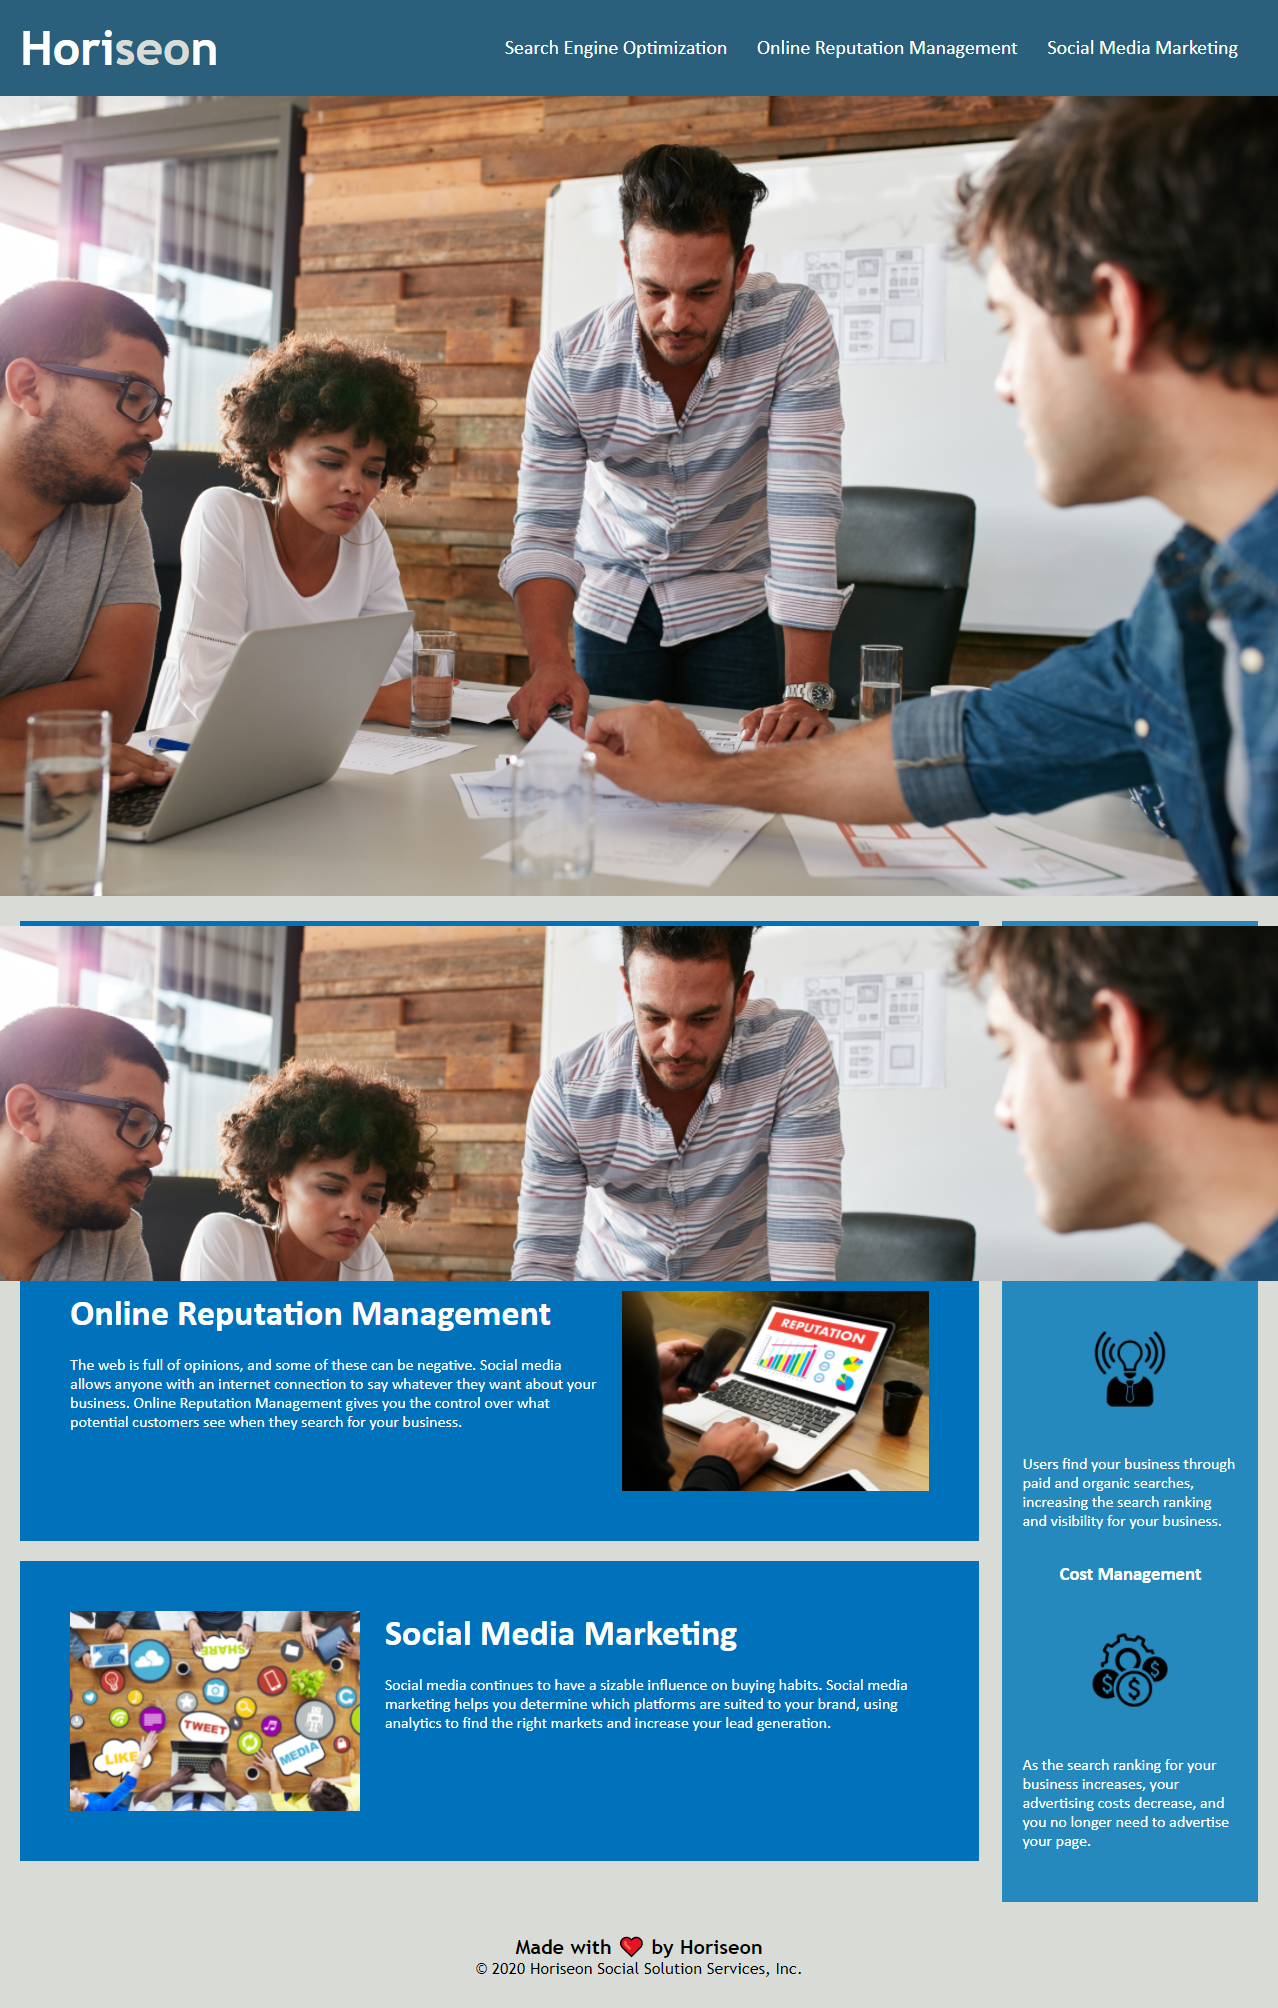 Horiseon
Search Engine Optimization
Online Reputation Management
Social Media Marketing
Online Reputation Management
The web is full of opinions, and some of these can be negative. Social media
allows anyone with an internet connection to say whatever they want about your
business. Online Reputation Management gives you the control over what
potential customers see when they search for your business.
REPUTATION
Users find your business through
paid and organic searches,
increasing the search ranking
and visibility for your business.
Cost Management
Social Media Marketing
Social media continues to have a sizable influence on buying habits. Social media
marketing helps you determine which platforms are suited to your brand, using
analytics to find the right markets and increase your lead generation.
SHARE
TWEET
LIKE
MEDIA
$
$
$
As the search ranking for your
business increases, your
advertising costs decrease, and
you no longer need to advertise
your page.
Made with ❤️ by Horiseon
© 2020 Horiseon Social Solution Services, Inc.